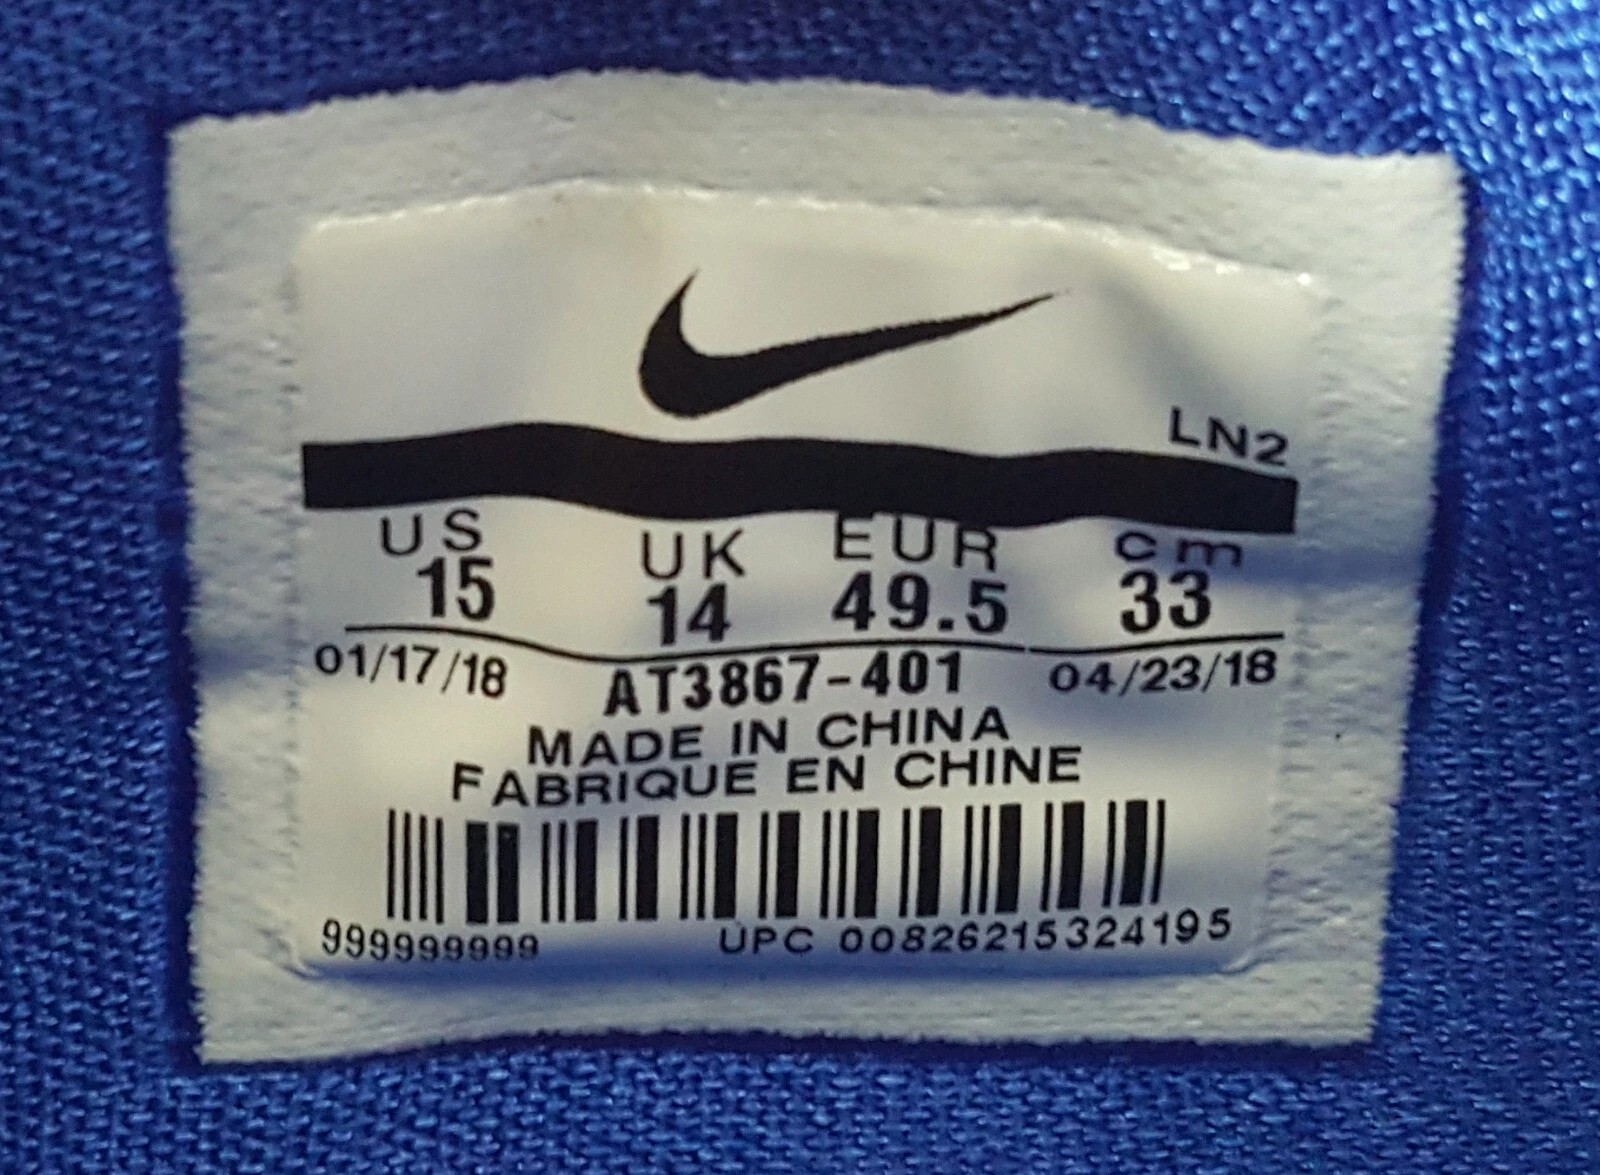 LN2
US UK EUR cm
15 14 49.5 33
01/17/18 AT3867-401 04/23/18
MADE IN CHINA
FABRIQUE EN CHINE
999999999 UPC 00826215324195